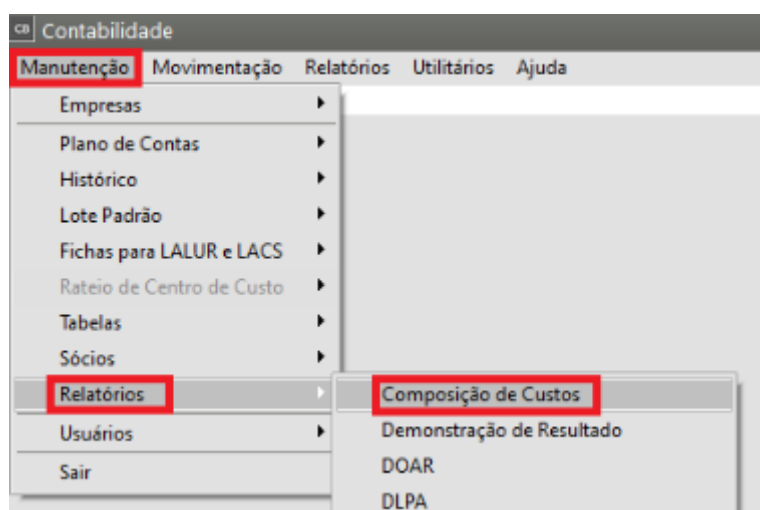 CB Contabilidade
Manutenção Movimentação Relatórios Utilitários Ajuda
Empresas
Plano de Contas
Histórico
Lote Padrão
Fichas para LALUR e LACS
Rateio de Centro de Custo
Tabelas
Sócios
Relatórios
Usuários
Sair
Composição de Custos
Demonstração de Resultado
DOAR
DLPA